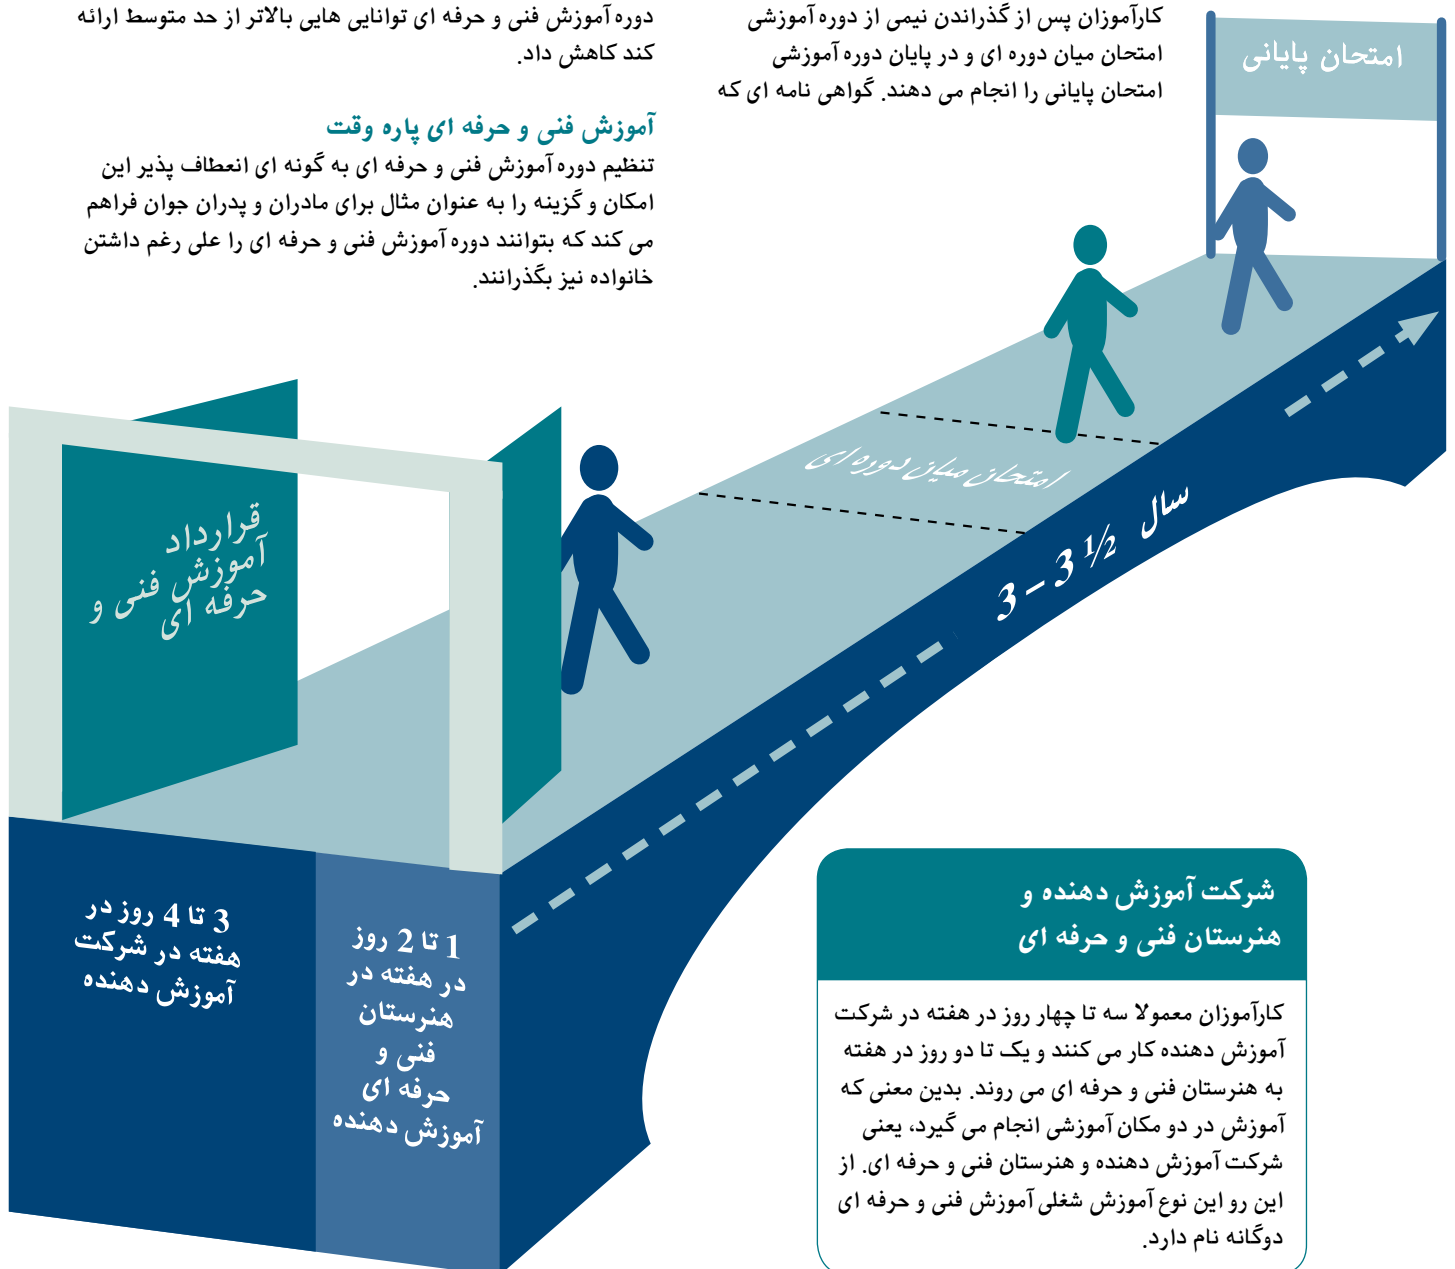 کارآموزان پس از گذراندن نیمی از دوره آموزشی
امتحان میان دوره ای و در پایان دوره آموزشی
امتحان پایانی را انجام می دهند. گواهی نامه ای که
دوره آموزش فنی و حرفه ای توانایی هایی بالاتر از حد متوسط ارائه
کند کاهش داد.
آموزش فنی و حرفه ای پاره وقت
تنظیم دوره آموزش فنی و حرفه ای به گونه ای انعطاف پذیر این
امکان و گزینه را به عنوان مثال برای مادران و پدران جوان فراهم
می کند که بتوانند دوره آموزش فنی و حرفه ای را علی رغم داشتن
خانواده نیز بگذرانند.
امتحان پایانی
امتحان میان دوره ای
3 – 3 ½ سال
قرارداد
آموزش فنی و
حرفه ای
3 تا 4 روز در
هفته در شرکت
آموزش دهنده
1 تا 2 روز
در هفته در
هنرستان
فنی و
حرفه ای
آموزش دهنده
شرکت آموزش دهنده و
هنرستان فنی و حرفه ای
کارآموزان معمولا سه تا چهار روز در هفته در شرکت
آموزش دهنده کار می کنند و یک تا دو روز در هفته
به هنرستان فنی و حرفه ای می روند. بدین معنی که
آموزش در دو مکان آموزشی انجام می گیرد، یعنی
شرکت آموزش دهنده و هنرستان فنی و حرفه ای. از
این رو این نوع آموزش شغلی آموزش فنی و حرفه ای
دوگانه نام دارد.